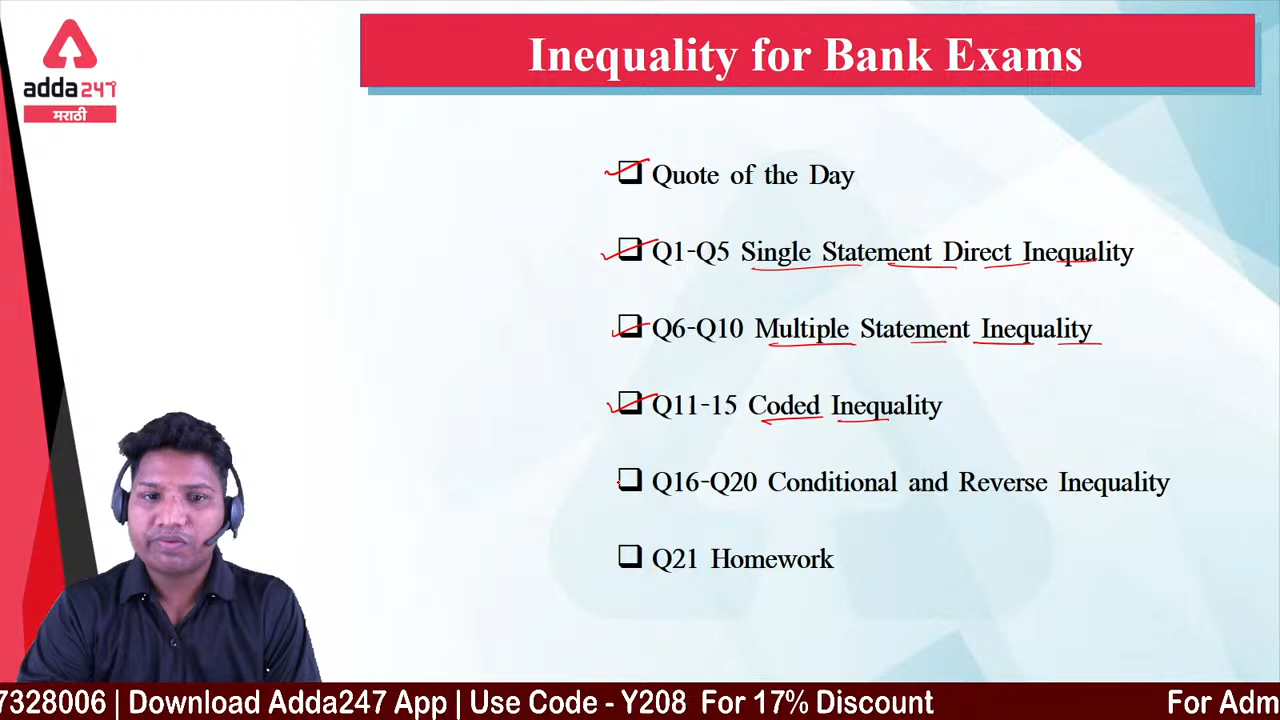 adda247
मराठी
Inequality for Bank Exams
Quote of the Day
Q1-Q5 Single Statement Direct Inequality
Q6-Q10 Multiple Statement Inequality
Q11-15 Coded Inequality
Q16-Q20 Conditional and Reverse Inequality
Q21 Homework
7328006 | Download Adda247 App | Use Code - Y208 For 17% Discount For Adm